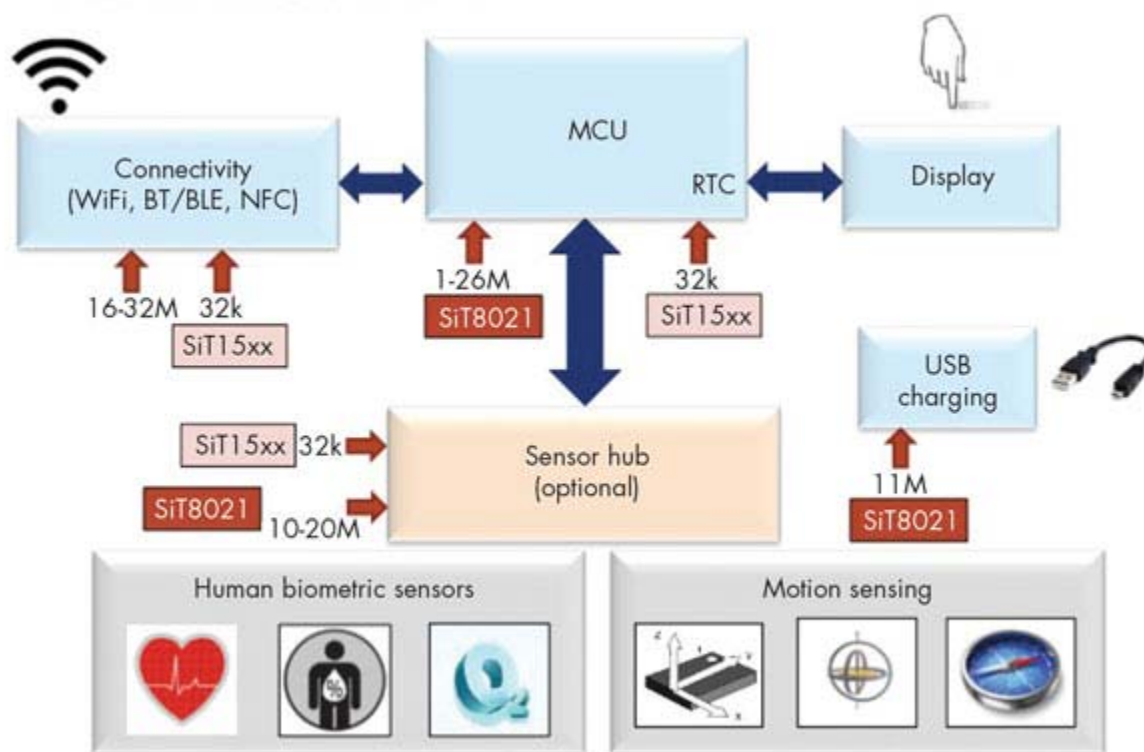 MCU
Connectivity
(WiFi, BT/BLE, NFC)
RTC
Display
16-32M
32k
SiT15xx
1-26M
SiT8021
32k
SiT15xx
USB
charging
SiT15xx
32k
Sensor hub
(optional)
SiT8021
10-20M
11M
SiT8021
Human biometric sensors
Motion sensing
%
Z
Y
X